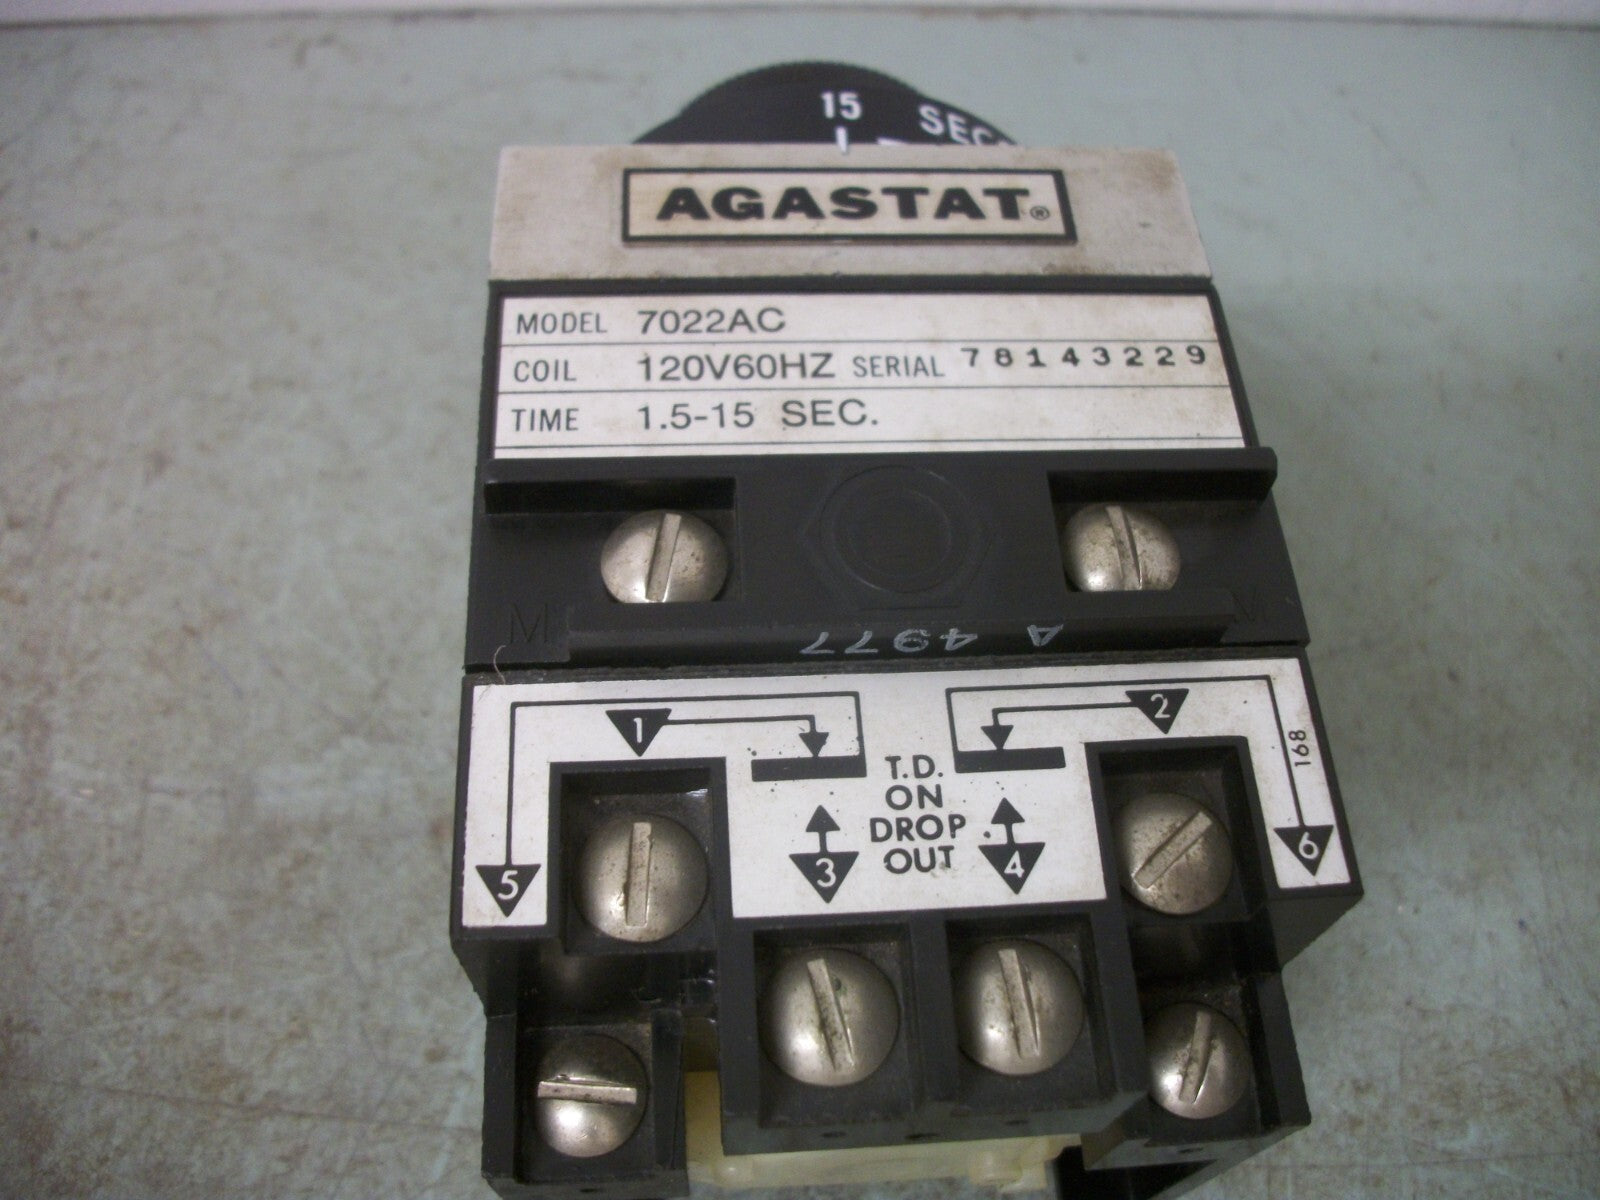 15 SEC.
AGASTAT®
MODEL 7022AC
COIL 120V60HZ SERIAL 78143229
TIME 1.5-15 SEC.
M M
A 4977
1 2
168
T.D.
ON
DROP
OUT
5 3 4 6